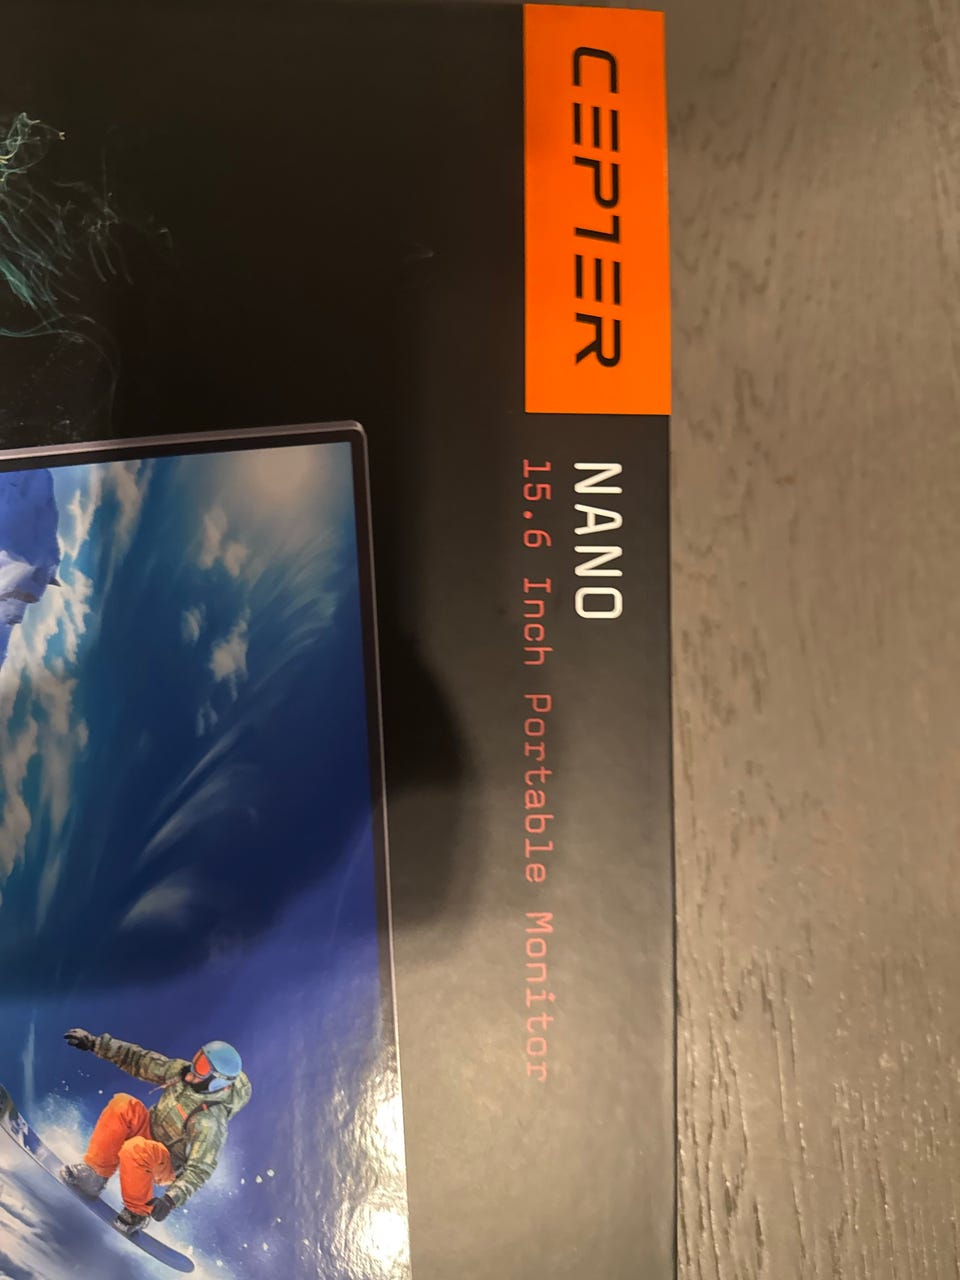 CEPTER
NANO
15.6 Inch Portable Monitor